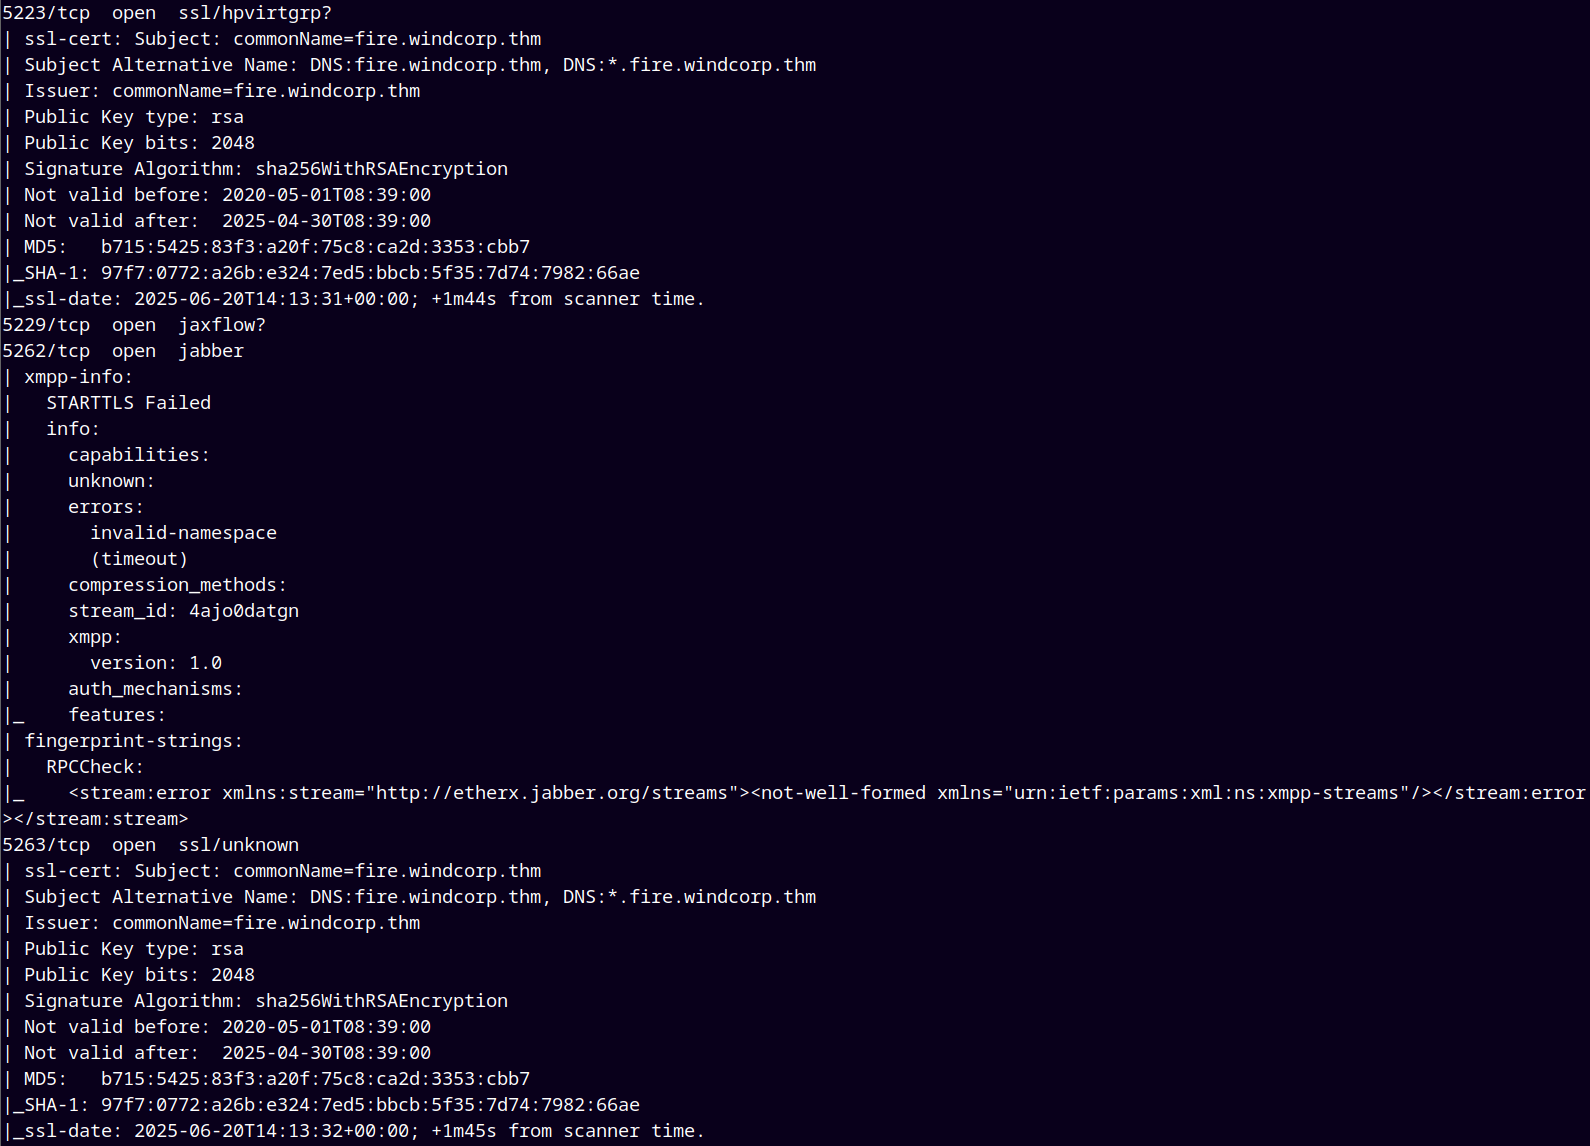 5223/tcp  open  ssl/hpvirtgrp?
| ssl-cert: Subject: commonName=fire.windcorp.thm
| Subject Alternative Name: DNS:fire.windcorp.thm, DNS:*.fire.windcorp.thm
| Issuer: commonName=fire.windcorp.thm
| Public Key type: rsa
| Public Key bits: 2048
| Signature Algorithm: sha256WithRSAEncryption
| Not valid before: 2020-05-01T08:39:00
| Not valid after:  2025-04-30T08:39:00
| MD5:   b715:5425:83f3:a20f:75c8:ca2d:3353:cbb7
|_SHA-1: 97f7:0772:a26b:e324:7ed5:bbcb:5f35:7d74:7982:66ae
|_ssl-date: 2025-06-20T14:13:31+00:00; +1m44s from scanner time.
5229/tcp  open  jaxflow?
5262/tcp  open  jabber
| xmpp-info:
|   STARTTLS Failed
|   info:
|     capabilities:
|     unknown:
|     errors:
|       invalid-namespace
|       (timeout)
|     compression_methods:
|     stream_id: 4ajo0datgn
|     xmpp:
|       version: 1.0
|     auth_mechanisms:
|_    features:
| fingerprint-strings:
|   RPCCheck:
|_    <stream:error xmlns:stream="http://etherx.jabber.org/streams"><not-well-formed xmlns="urn:ietf:params:xml:ns:xmpp-streams"/></stream:error
></stream:stream>
5263/tcp  open  ssl/unknown
| ssl-cert: Subject: commonName=fire.windcorp.thm
| Subject Alternative Name: DNS:fire.windcorp.thm, DNS:*.fire.windcorp.thm
| Issuer: commonName=fire.windcorp.thm
| Public Key type: rsa
| Public Key bits: 2048
| Signature Algorithm: sha256WithRSAEncryption
| Not valid before: 2020-05-01T08:39:00
| Not valid after:  2025-04-30T08:39:00
| MD5:   b715:5425:83f3:a20f:75c8:ca2d:3353:cbb7
|_SHA-1: 97f7:0772:a26b:e324:7ed5:bbcb:5f35:7d74:7982:66ae
|_ssl-date: 2025-06-20T14:13:32+00:00; +1m45s from scanner time.